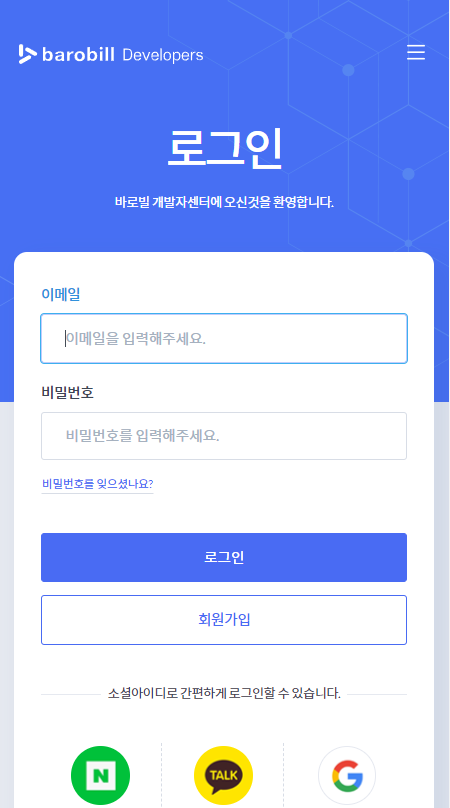 barobill Developers
로그인
바로빌 개발자센터에 오신것을 환영합니다.
이메일
이메일을 입력해주세요.
비밀번호
비밀번호를 입력해주세요.
비밀번호를 잊으셨나요?
로그인
회원가입
소셜아이디로 간편하게 로그인할 수 있습니다.
N TALK G